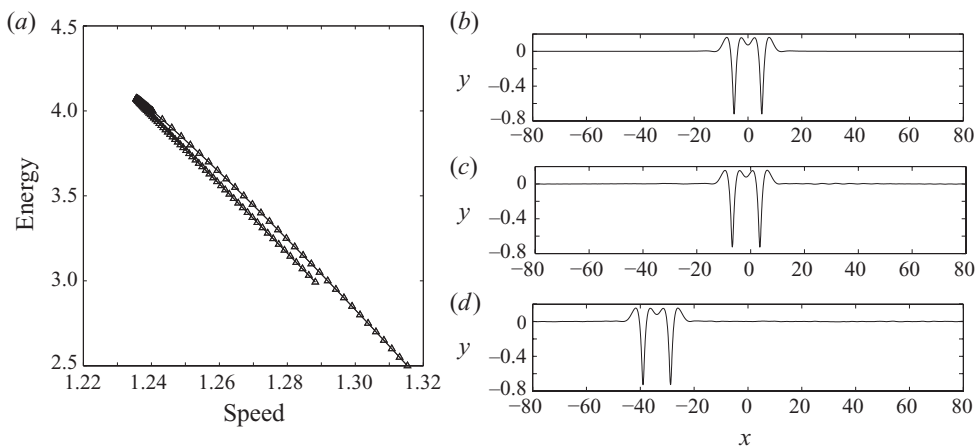 (a)
4.5
4.0
3.5
3.0
2.5
Energy
1.22 1.24 1.26 1.28 1.30 1.32
Speed
(b)
0
y
–0.4
–0.8
–80 –60 –40 –20 0 20 40 60 80
(c)
0
y
–0.4
–0.8
–80 –60 –40 –20 0 20 40 60 80
(d)
0
y
–0.4
–0.8
–80 –60 –40 –20 0 20 40 60 80
x